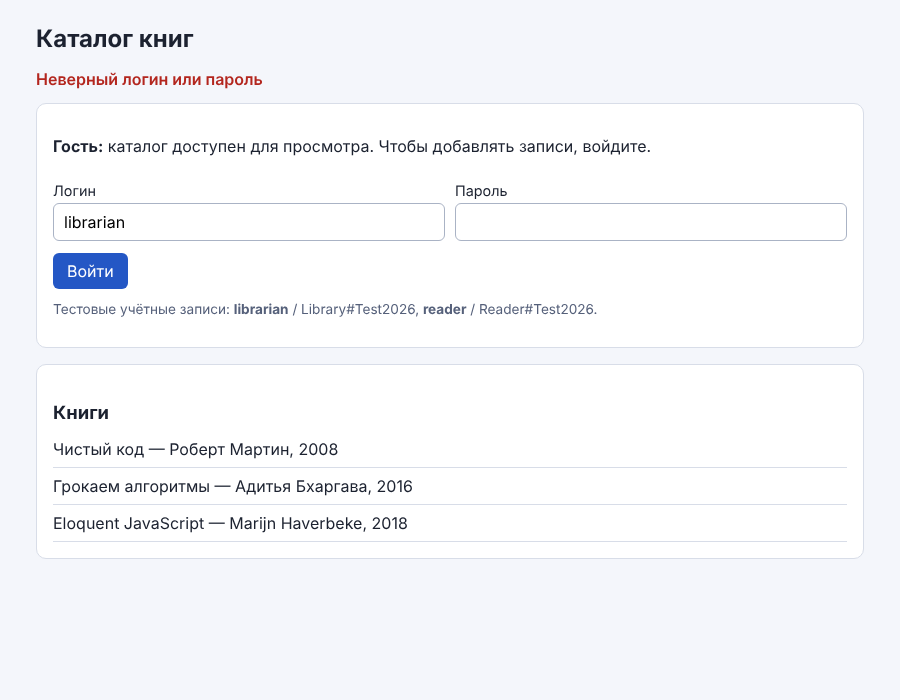 Каталог книг
Неверный логин или пароль
Гость: каталог доступен для просмотра. Чтобы добавлять записи, войдите.
Логин
Пароль
librarian
Войти
Тестовые учётные записи: librarian / Library#Test2026, reader / Reader#Test2026.
Книги
Чистый код — Роберт Мартин, 2008
Грокаем алгоритмы — Адитья Бхаргава, 2016
Eloquent JavaScript — Marijn Haverbeke, 2018